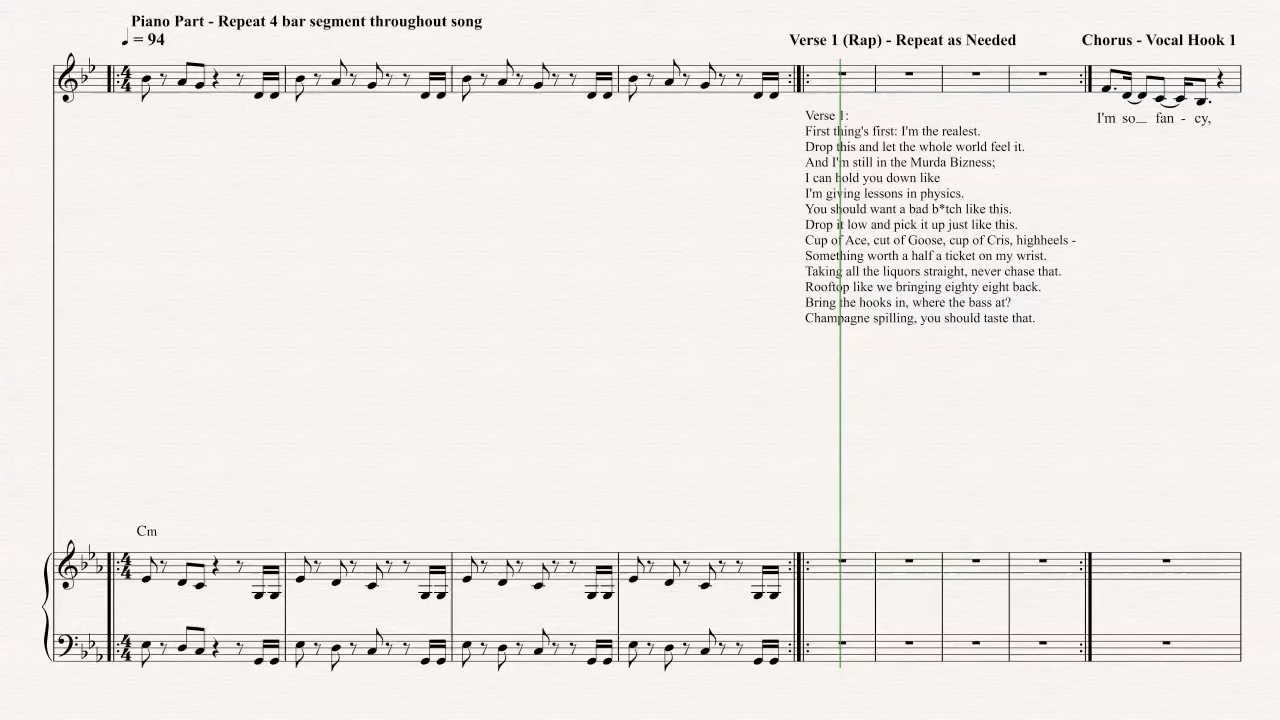 Piano Part - Repeat 4 bar segment throughout song
= 94
Verse 1 (Rap) - Repeat as Needed
Chorus - Vocal Hook 1
I'm so__ fan - cy,
Verse 1:
First thing's first: I'm the realest.
Drop this and let the whole world feel it.
And I'm still in the Murda Bizness;
I can hold you down like
I'm giving lessons in physics.
You should want a bad b*tch like this.
Drop it low and pick it up just like this.
Cup of Ace, cut of Goose, cup of Cris, highheels -
Something worth a half a ticket on my wrist.
Taking all the liquors straight, never chase that.
Rooftop like we bringing eighty eight back.
Bring the hooks in, where the bass at?
Champagne spilling, you should taste that.
Cm